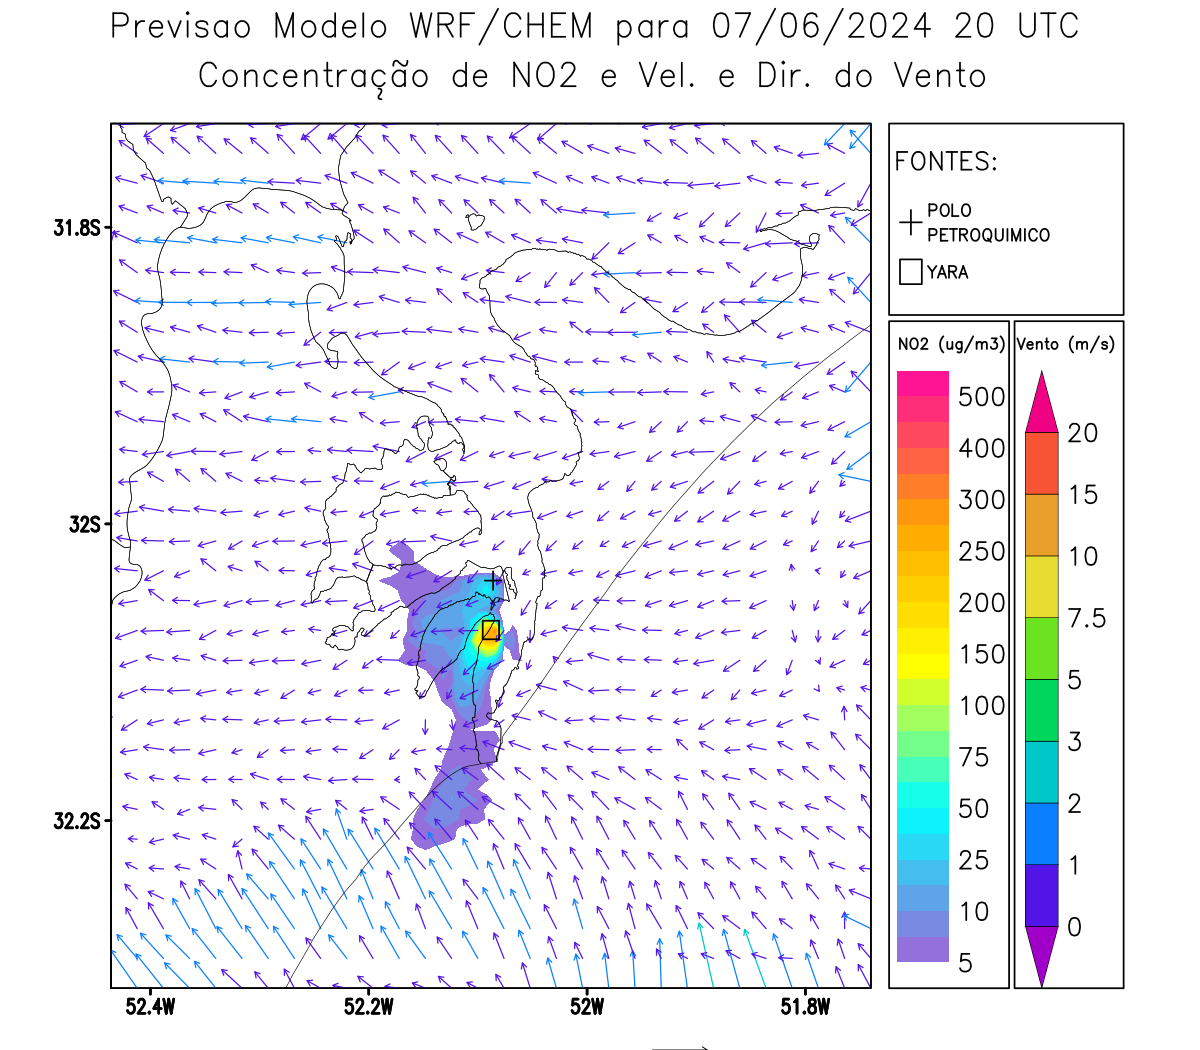 Previsao Modelo WRF/CHEM para 07/06/2024 20 UTC
Concentração de NO2 e Vel. e Dir. do Vento
FONTES:
POLO
PETROQUIMICO
YARA
NO2 (ug/m3)
500
400
300
250
200
150
100
75
50
25
10
5
Vento (m/s)
20
15
10
7.5
5
3
2
1
0
31.8S
32S
32.2S
52.4W
52.2W
52W
51.8W